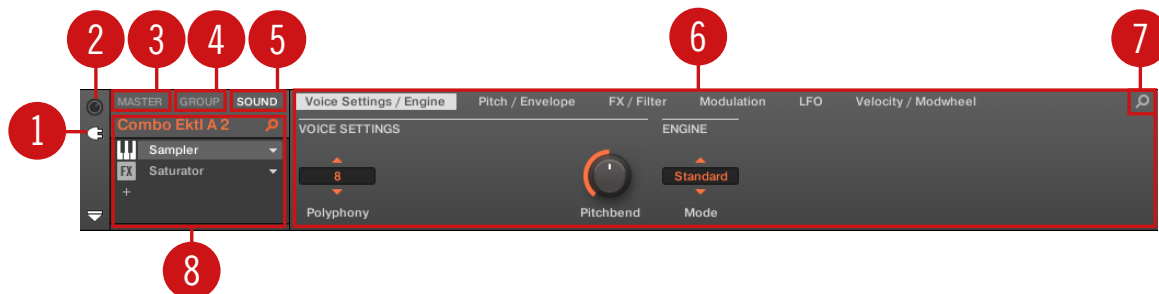 2 3 4 5 6 7
MASTER GROUP SOUND Voice Settings / Engine Pitch / Envelope FX / Filter Modulation LFO Velocity / Modwheel
1
Combo Ektl A 2
VOICE SETTINGS ENGINE
Sampler
FX Saturator
8 Standard
+
Polyphony Pitchbend Mode
8